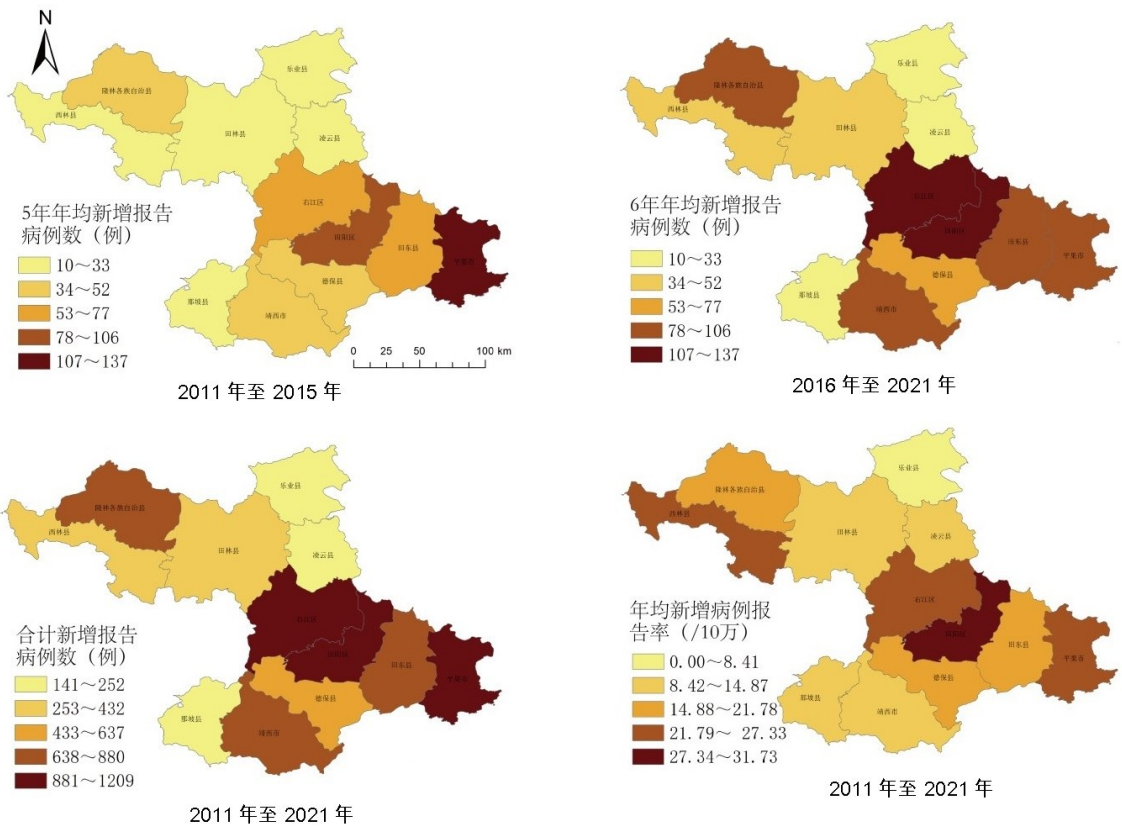 N
乐业县
隆林各族自治县
西林县
田林县
凌云县
右江区
田阳区
田东县
平果市
德保县
那坡县
靖西市
5年年均新增报告
病例数（例）
10～33
34～52
53～77
78～106
107～137
0 25 50 100 km
2011 年至 2015 年
乐业县
隆林各族自治县
西林县
田林县
凌云县
田东县
平果市
德保县
那坡县
靖西市
6年年均新增报告
病例数（例）
10～33
34～52
53～77
78～106
107～137
2016 年至 2021 年
乐业县
隆林各族自治县
西林县
田林县
凌云县
田东县
平果市
德保县
那坡县
靖西市
合计新增报告
病例数（例）
141～252
253～432
433～637
638～880
881～1209
2011 年至 2021 年
乐业县
隆林各族自治县
西林县
田林县
凌云县
右江区
田阳区
田东县
平果市
德保县
那坡县
靖西市
年均新增病例报
告率（/10万）
0.00～8.41
8.42～14.87
14.88～21.78
21.79～ 27.33
27.34～31.73
2011 年至 2021 年